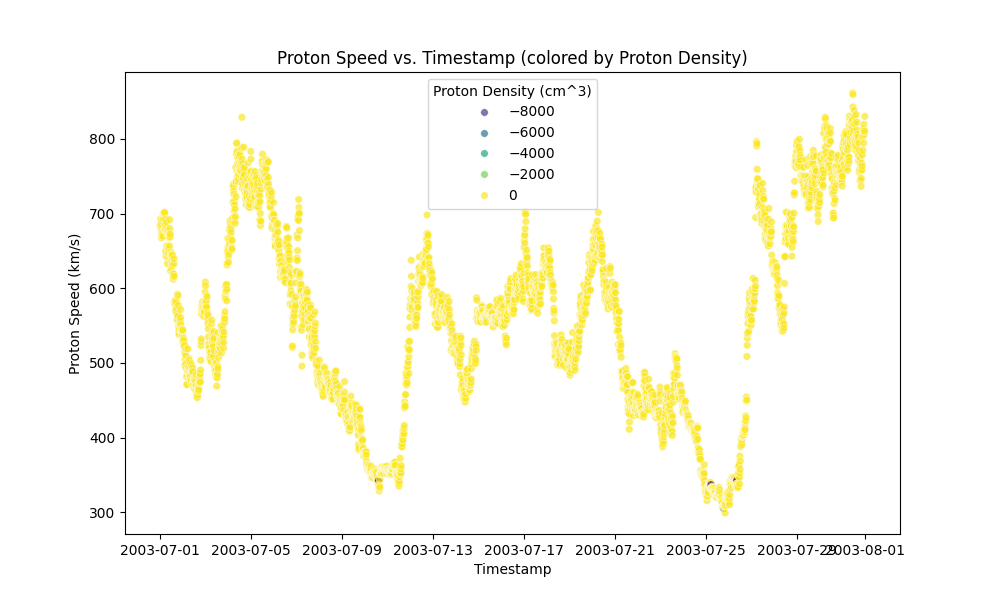 Proton Speed vs. Timestamp (colored by Proton Density)
Proton Density (cm^3)
−8000
−6000
−4000
−2000
0
800
700
600
500
400
300
Proton Speed (km/s)
2003-07-01 2003-07-05 2003-07-09 2003-07-13 2003-07-17 2003-07-21 2003-07-25 2003-07-29 2003-08-01
Timestamp